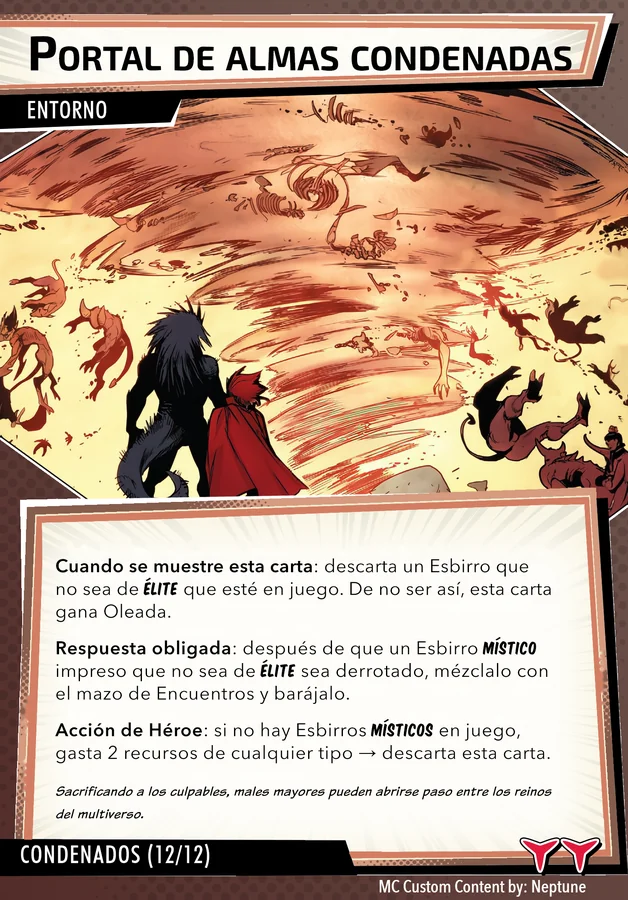 PORTAL DE ALMAS CONDENADAS
ENTORNO
Cuando se muestre esta carta: descarta un Esbirro que
no sea de ÉLITE que esté en juego. De no ser así, esta carta
gana Oleada.
Respuesta obligada: después de que un Esbirro MÍSTICO
impreso que no sea de ÉLITE sea derrotado, mézclalo con
el mazo de Encuentros y barájalo.
Acción de Héroe: si no hay Esbirros MÍSTICOS en juego,
gasta 2 recursos de cualquier tipo → descarta esta carta.
Sacrificando a los culpables, males mayores pueden abrirse paso entre los reinos
del multiverso.
CONDENADOS (12/12)
MC Custom Content by: Neptune